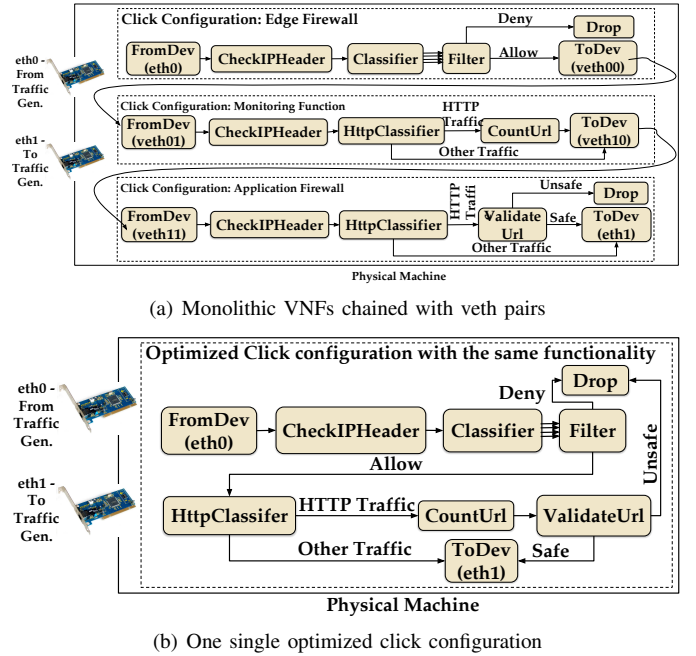 Click Configuration: Edge Firewall
Deny
Drop
eth0 -
From
Traffic
Gen.
FromDev
(eth0)
CheckIPHeader
Classifier
Filter
Allow
ToDev
(veth00)
Click Configuration: Monitoring Function
HTTP
Traffic
eth1 -
To
Traffic
Gen.
FromDev
(veth01)
CheckIPHeader
HttpClassifier
CountUrl
ToDev
(veth10)
Other Traffic
Click Configuration: Application Firewall
HTTP
Traffi
Unsafe
Drop
FromDev
(veth11)
CheckIPHeader
HttpClassifier
Validate
Url
Safe
ToDev
(eth1)
Other Traffic
Physical Machine
(a) Monolithic VNFs chained with veth pairs
Optimized Click configuration with the same functionality
eth0 -
From
Traffic
Gen.
Deny
Drop
FromDev
(eth0)
CheckIPHeader
Classifier
Filter
Allow
Unsafe
eth1 -
To
Traffic
Gen.
HttpClassifer
HTTP Traffic
CountUrl
ValidateUrl
Other Traffic
ToDev
(eth1)
Safe
Physical Machine
(b) One single optimized click configuration